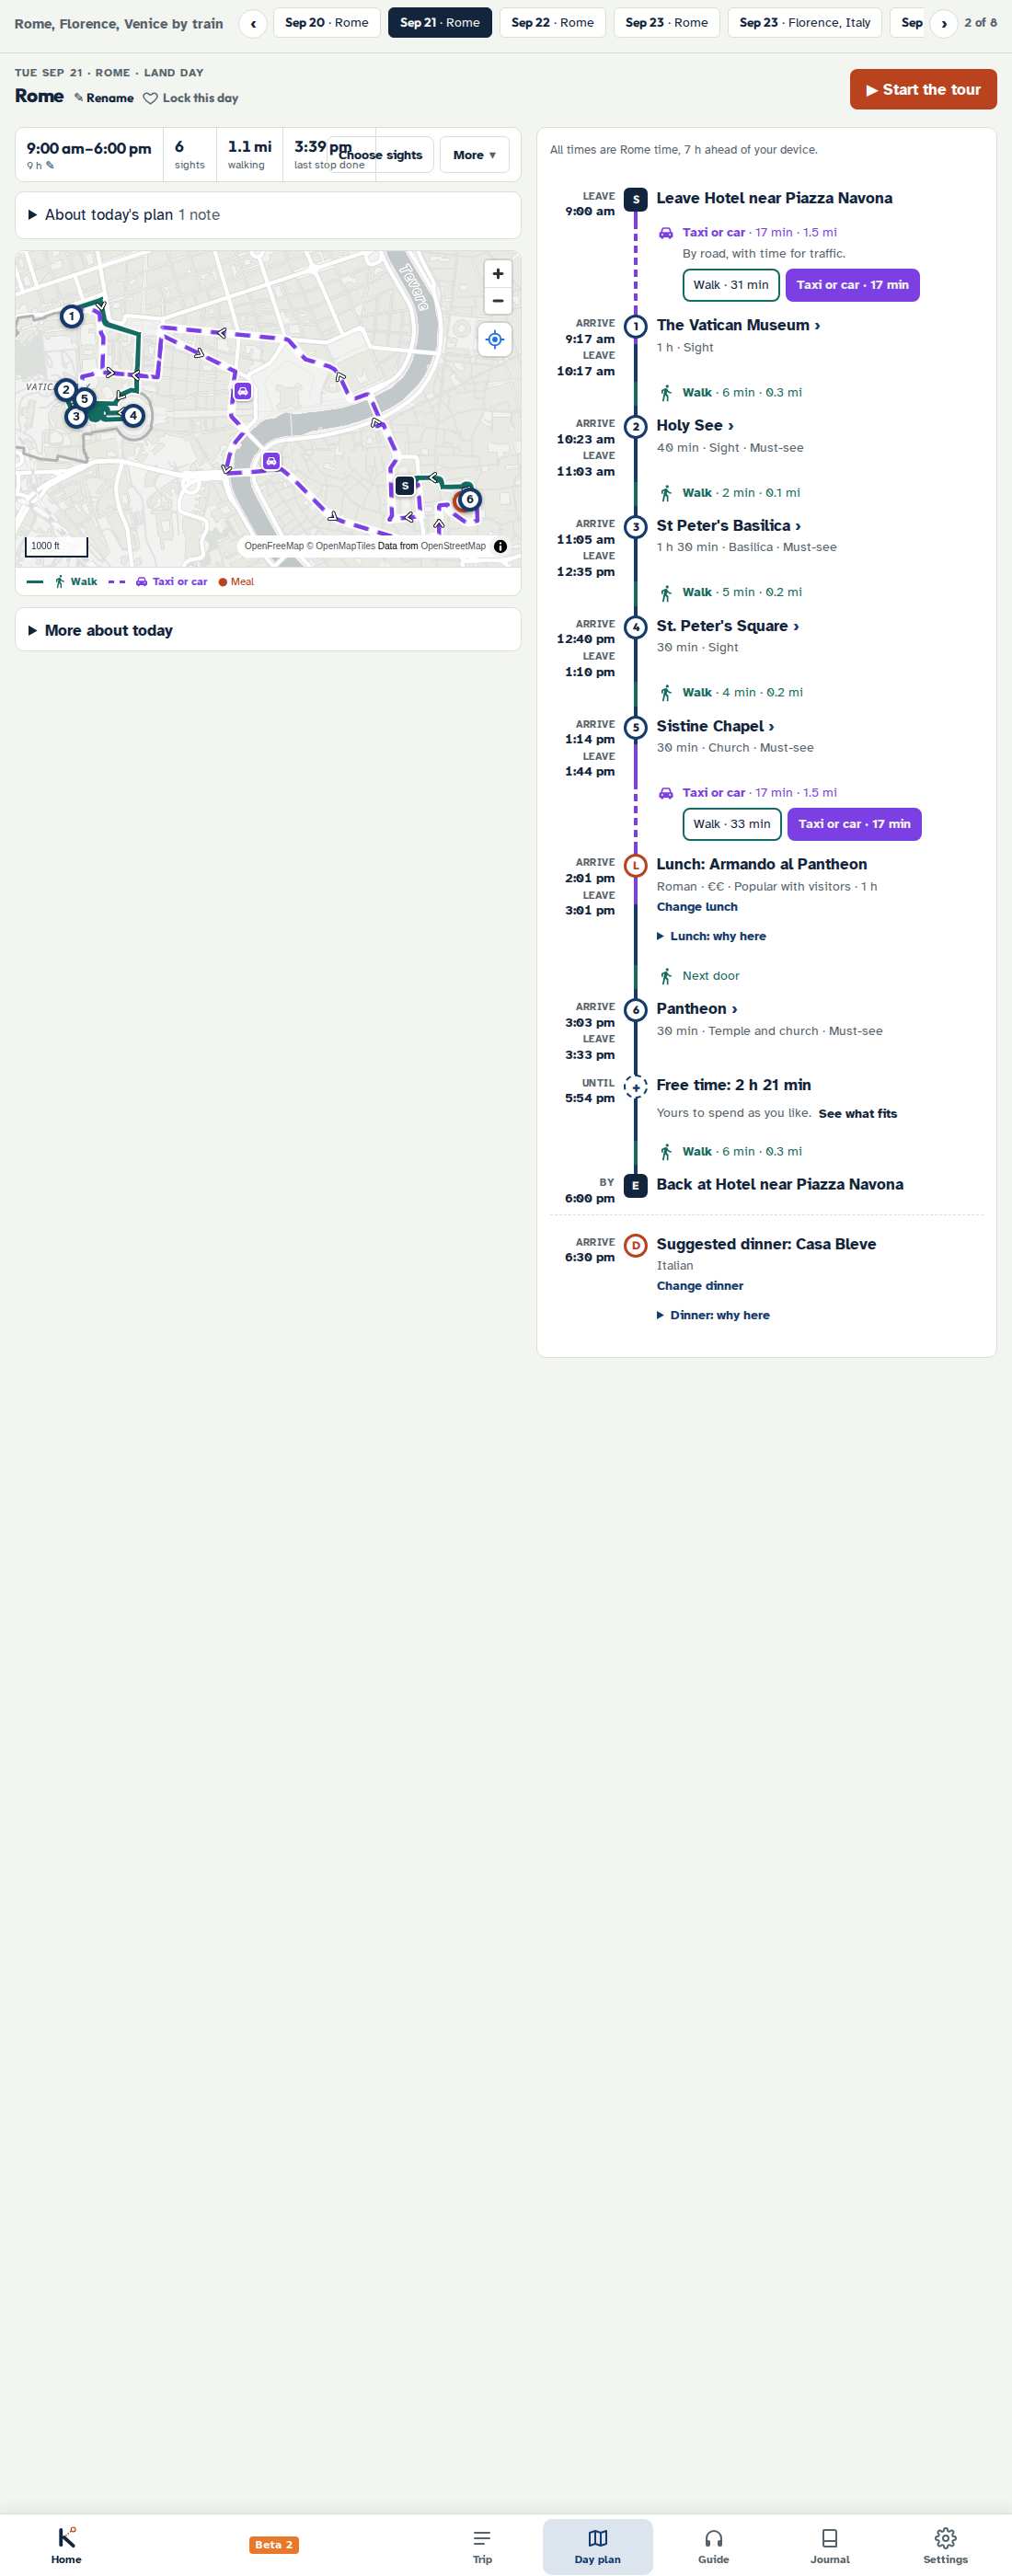 Rome, Florence, Venice by train
‹
Sep 20 · Rome
Sep 21 · Rome
Sep 22 · Rome
Sep 23 · Rome
Sep 23 · Florence, Italy
Sep
›
2 of 8
TUE SEP 21 · ROME · LAND DAY
Rome ✎ Rename Lock this day
▶ Start the tour
9:00 am–6:00 pm
9 h ✎
6
sights
1.1 mi
walking
3:39 pm
last stop done
Choose sights
More ▼
▶ About today's plan 1 note
Tevere
1
2
5
3
4
S
6
+
−
1000 ft
OpenFreeMap © OpenMapTiles Data from OpenStreetMap
Walk Taxi or car Meal
▶ More about today
All times are Rome time, 7 h ahead of your device.
LEAVE
9:00 am
S
Leave Hotel near Piazza Navona
Taxi or car · 17 min · 1.5 mi
By road, with time for traffic.
Walk · 31 min
Taxi or car · 17 min
ARRIVE
9:17 am
LEAVE
10:17 am
1
The Vatican Museum ›
1 h · Sight
Walk · 6 min · 0.3 mi
ARRIVE
10:23 am
LEAVE
11:03 am
2
Holy See ›
40 min · Sight · Must-see
Walk · 2 min · 0.1 mi
ARRIVE
11:05 am
LEAVE
12:35 pm
3
St Peter's Basilica ›
1 h 30 min · Basilica · Must-see
Walk · 5 min · 0.2 mi
ARRIVE
12:40 pm
LEAVE
1:10 pm
4
St. Peter's Square ›
30 min · Sight
Walk · 4 min · 0.2 mi
ARRIVE
1:14 pm
LEAVE
1:44 pm
5
Sistine Chapel ›
30 min · Church · Must-see
Taxi or car · 17 min · 1.5 mi
Walk · 33 min
Taxi or car · 17 min
ARRIVE
2:01 pm
LEAVE
3:01 pm
L
Lunch: Armando al Pantheon
Roman · €€ · Popular with visitors · 1 h
Change lunch
▶ Lunch: why here
Next door
ARRIVE
3:03 pm
LEAVE
3:33 pm
6
Pantheon ›
30 min · Temple and church · Must-see
UNTIL
5:54 pm
+
Free time: 2 h 21 min
Yours to spend as you like. See what fits
Walk · 6 min · 0.3 mi
BY
6:00 pm
E
Back at Hotel near Piazza Navona
ARRIVE
6:30 pm
D
Suggested dinner: Casa Bleve
Italian
Change dinner
▶ Dinner: why here
Home
Beta 2
Trip
Day plan
Guide
Journal
Settings